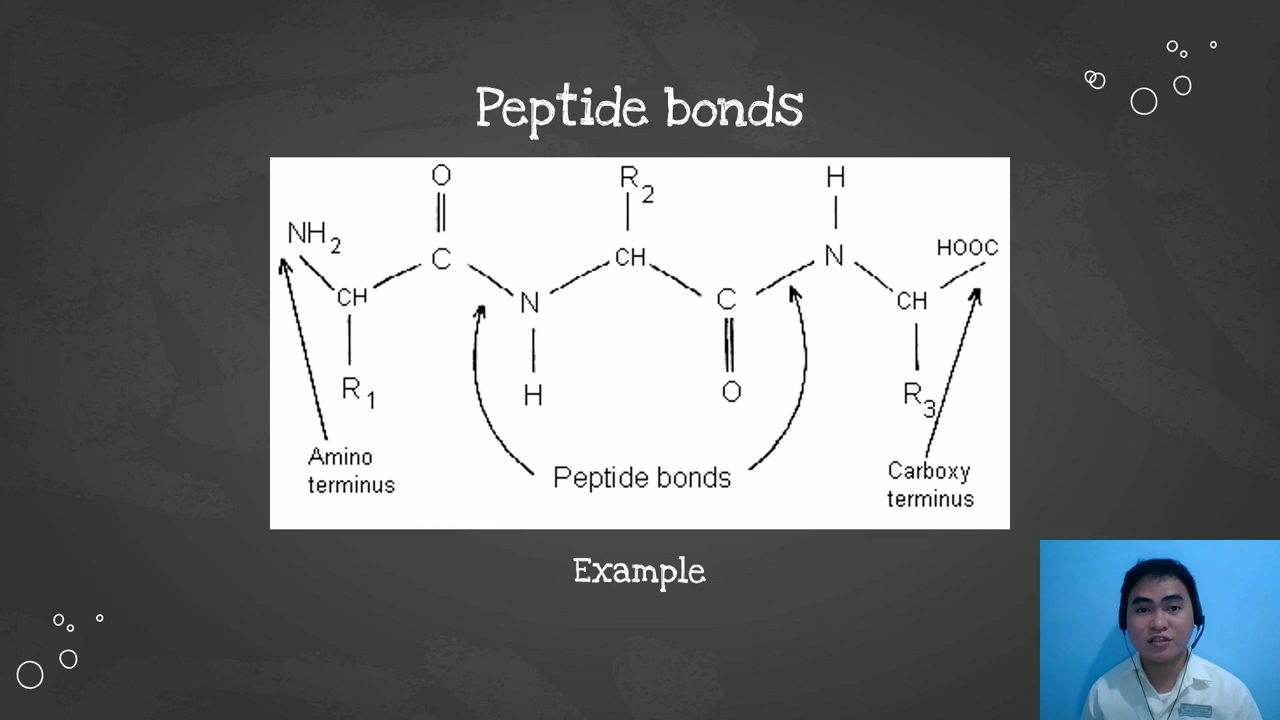 Peptide bonds
O
R2
H
NH2
C
CH
N
HOOC
CH
N
C
CH
R1
H
O
R3
Amino
terminus
Peptide bonds
Carboxy
terminus
Example